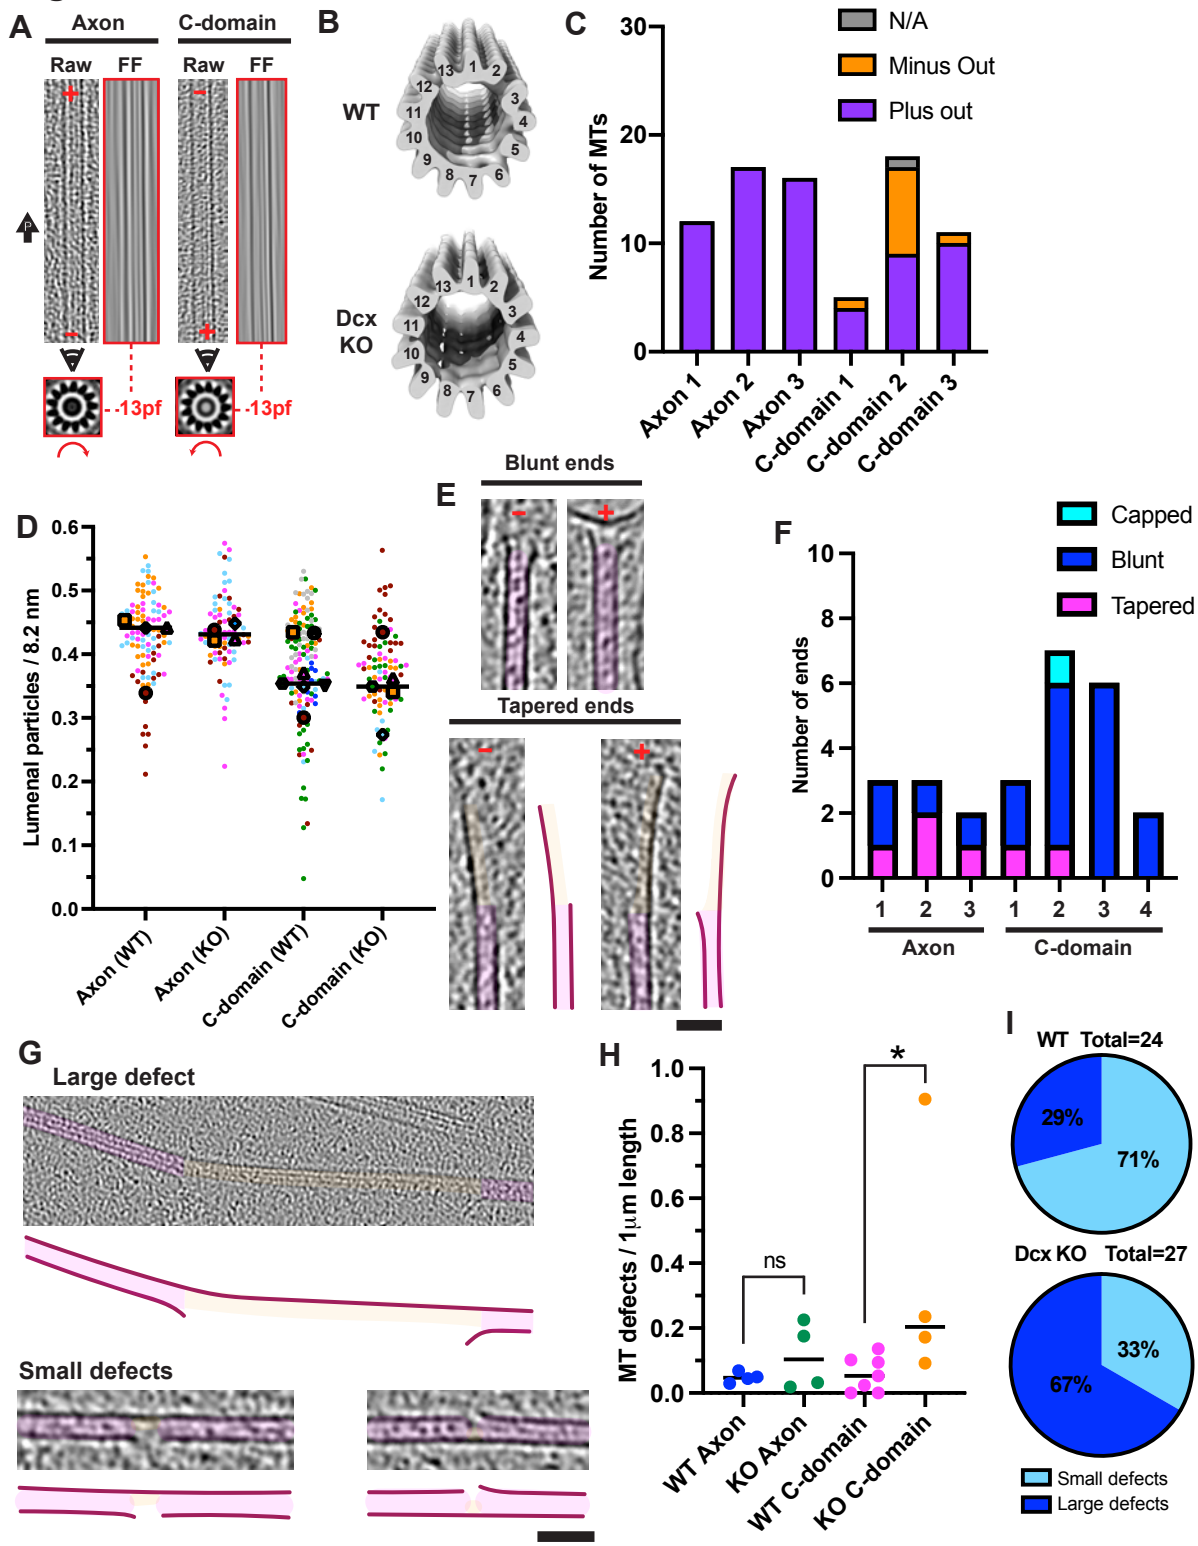 A
Axon
C-domain
Raw
FF
Raw
FF
+
-
P
-
+
13pf
13pf
B
WT
1
2
3
4
5
6
7
8
9
10
11
12
13
Dcx
KO
1
2
3
4
5
6
7
8
9
10
11
12
13
C
N/A
Minus Out
Plus out
Number of MTs
30
20
10
0
Axon 1
Axon 2
Axon 3
C-domain 1
C-domain 2
C-domain 3
D
Lumenal particles / 8.2 nm
0.6
0.5
0.4
0.3
0.2
0.1
0.0
Axon (WT)
Axon (KO)
C-domain (WT)
C-domain (KO)
E
Blunt ends
-
+
Tapered ends
-
+
F
Capped
Blunt
Tapered
Number of ends
10
8
6
4
2
0
1
2
3
1
2
3
4
Axon
C-domain
G
Large defect
Small defects
H
MT defects / 1μm length
1.0
0.8
0.6
0.4
0.2
0.0
ns
*
WT Axon
KO Axon
WT C-domain
KO C-domain
I
WT Total=24
29%
71%
Dcx KO Total=27
33%
67%
Small defects
Large defects